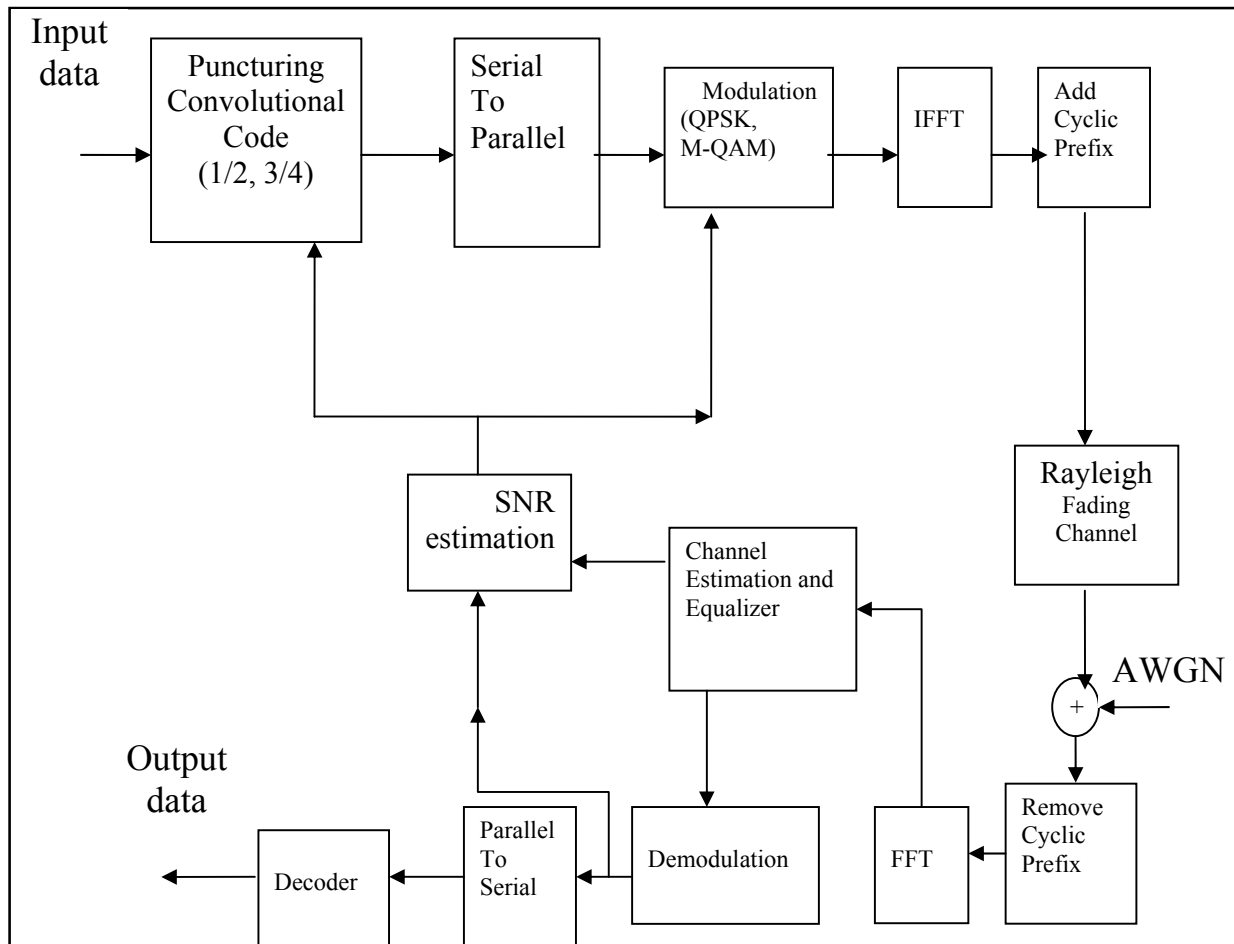 Input
data
Puncturing
Convolutional
Code
(1/2, 3/4)
Serial
To
Parallel
Modulation
(QPSK,
M-QAM)
IFFT
Add
Cyclic
Prefix
Rayleigh
Fading
Channel
SNR
estimation
Channel
Estimation and
Equalizer
AWGN
+
Output
data
Decoder
Parallel
To
Serial
Demodulation
FFT
Remove
Cyclic
Prefix